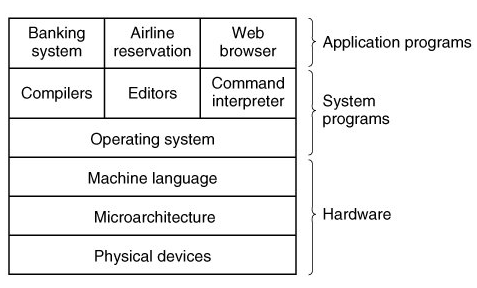 Banking
system
Airline
reservation
Web
browser
Application programs
Compilers
Editors
Command
interpreter
System
programs
Operating system
Machine language
Microarchitecture
Hardware
Physical devices